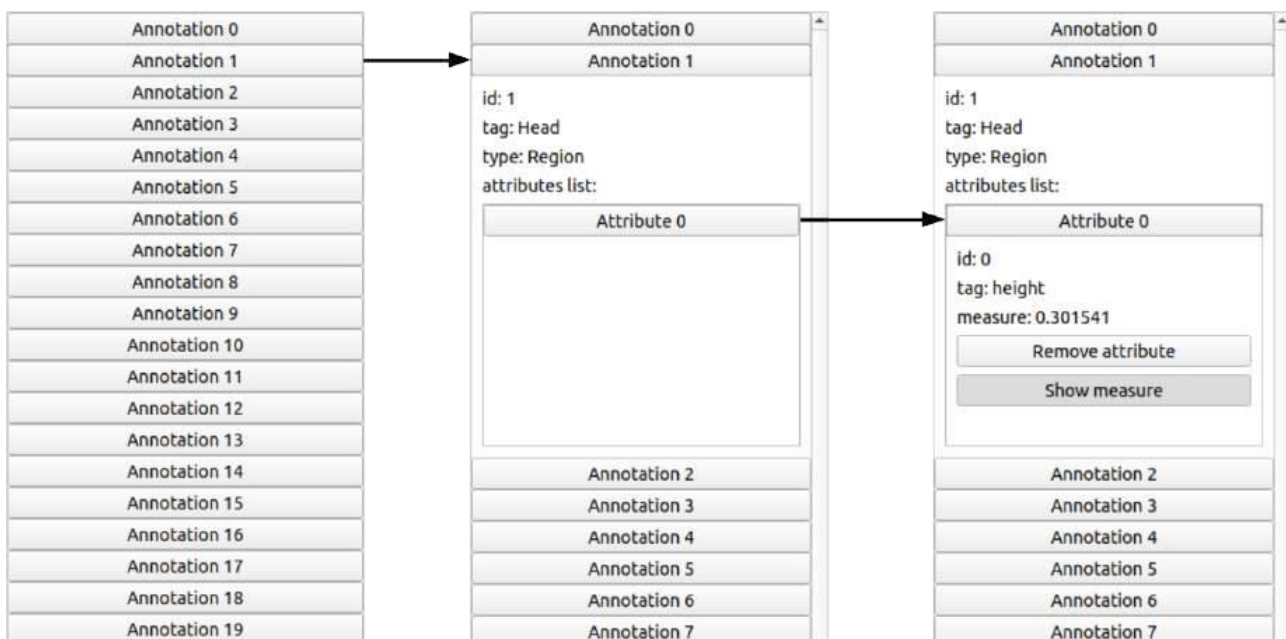 Annotation 0
Annotation 1
Annotation 2
Annotation 3
Annotation 4
Annotation 5
Annotation 6
Annotation 7
Annotation 8
Annotation 9
Annotation 10
Annotation 11
Annotation 12
Annotation 13
Annotation 14
Annotation 15
Annotation 16
Annotation 17
Annotation 18
Annotation 19
Annotation 0
Annotation 1
id: 1
tag: Head
type: Region
attributes list:
Attribute 0
Annotation 2
Annotation 3
Annotation 4
Annotation 5
Annotation 6
Annotation 7
Annotation 0
Annotation 1
id: 1
tag: Head
type: Region
attributes list:
Attribute 0
id: 0
tag: height
measure: 0.301541
Remove attribute
Show measure
Annotation 2
Annotation 3
Annotation 4
Annotation 5
Annotation 6
Annotation 7